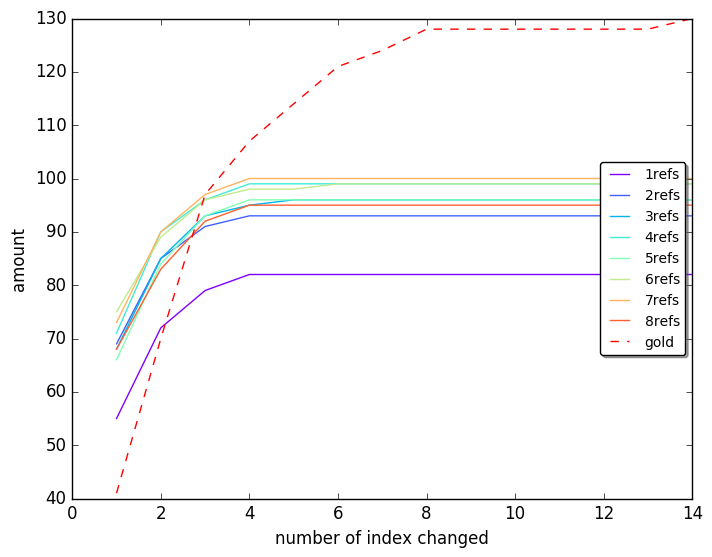 130
120
110
100
90
80
70
60
50
40
amount
0 2 4 6 8 10 12 14
number of index changed
1refs
2refs
3refs
4refs
5refs
6refs
7refs
8refs
gold